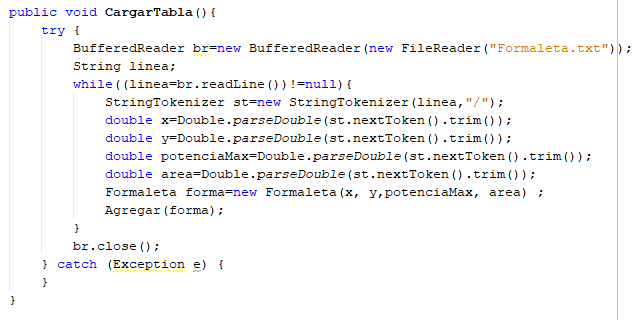 public void CargarTabla(){
try {
BufferedReader br=new BufferedReader(new FileReader("Formaleta.txt"));
String linea;
while((linea=br.readLine())!=null){
StringTokenizer st=new StringTokenizer(linea,"/");
double x=Double.parseDouble(st.nextToken().trim());
double y=Double.parseDouble(st.nextToken().trim());
double potenciaMax=Double.parseDouble(st.nextToken().trim());
double area=Double.parseDouble(st.nextToken().trim());
Formaleta forma=new Formaleta(x, y,potenciaMax, area) ;
Agregar(forma);
}
br.close();
} catch (Exception e) {
}
}